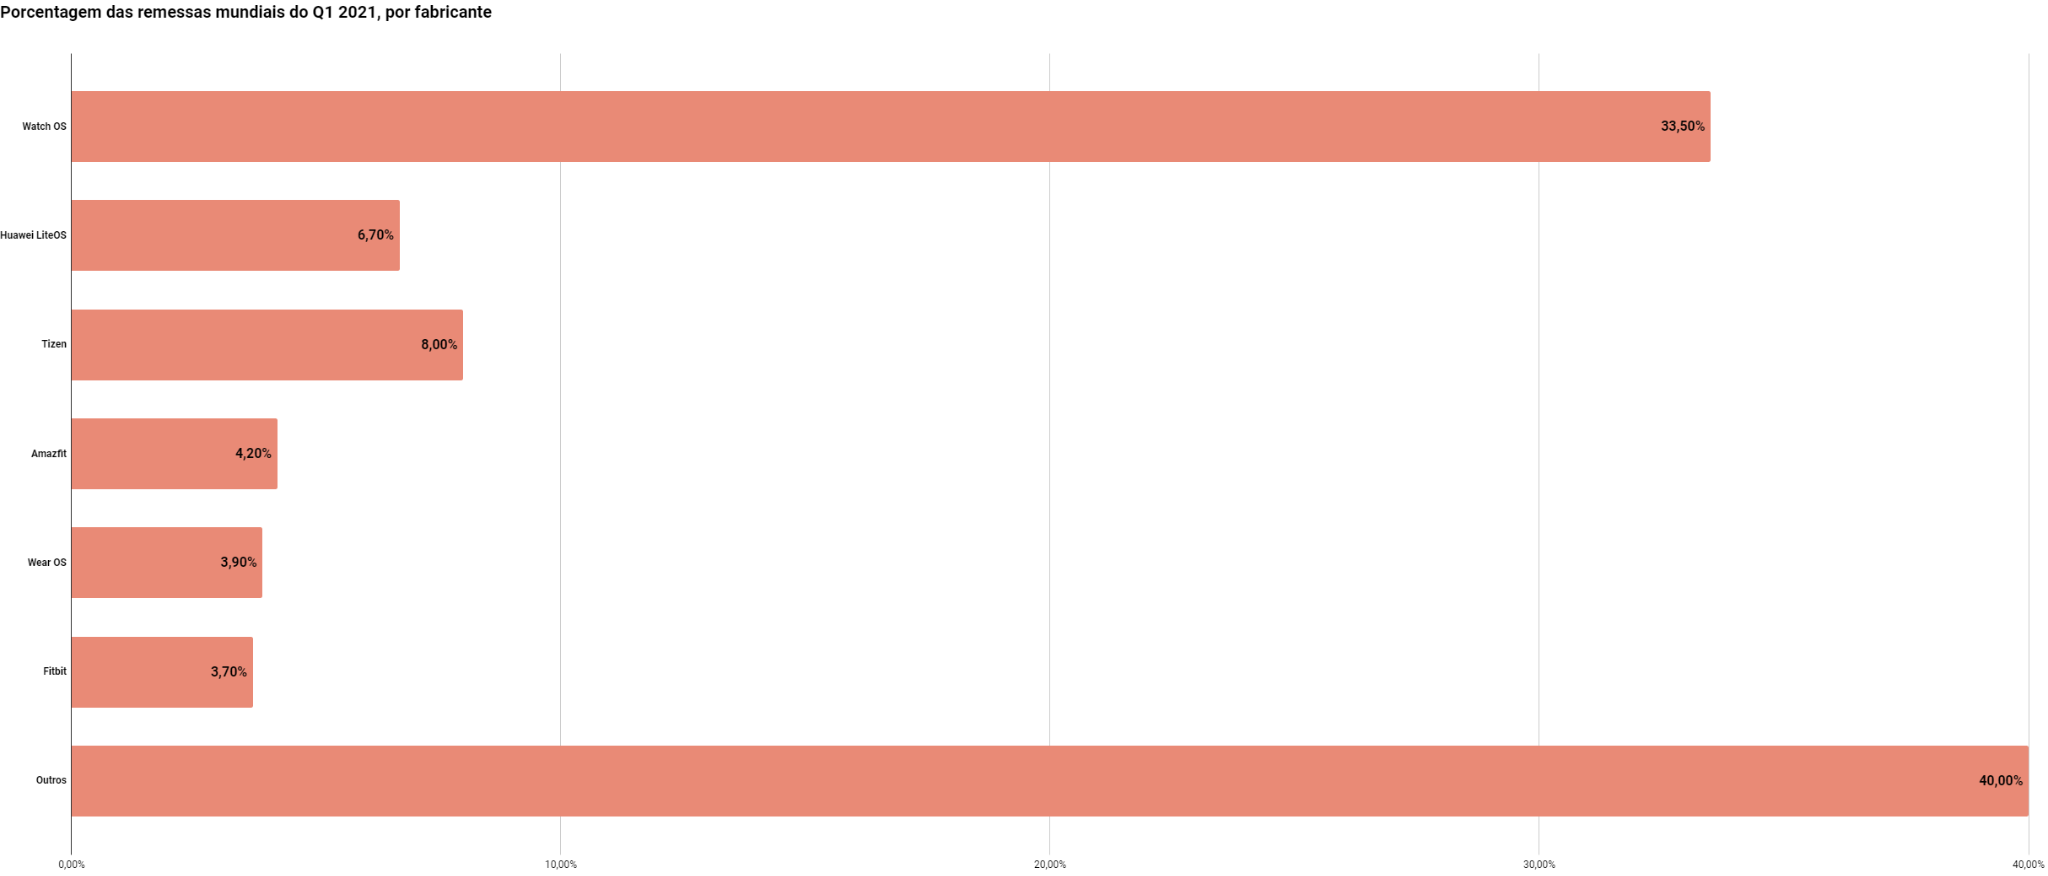 Porcentagem das remessas mundiais do Q1 2021, por fabricante
Watch OS
33,50%
Huawei LiteOS
6,70%
Tizen
8,00%
Amazfit
4,20%
Wear OS
3,90%
Fitbit
3,70%
Outros
40,00%
0,00% 10,00% 20,00% 30,00% 40,00%